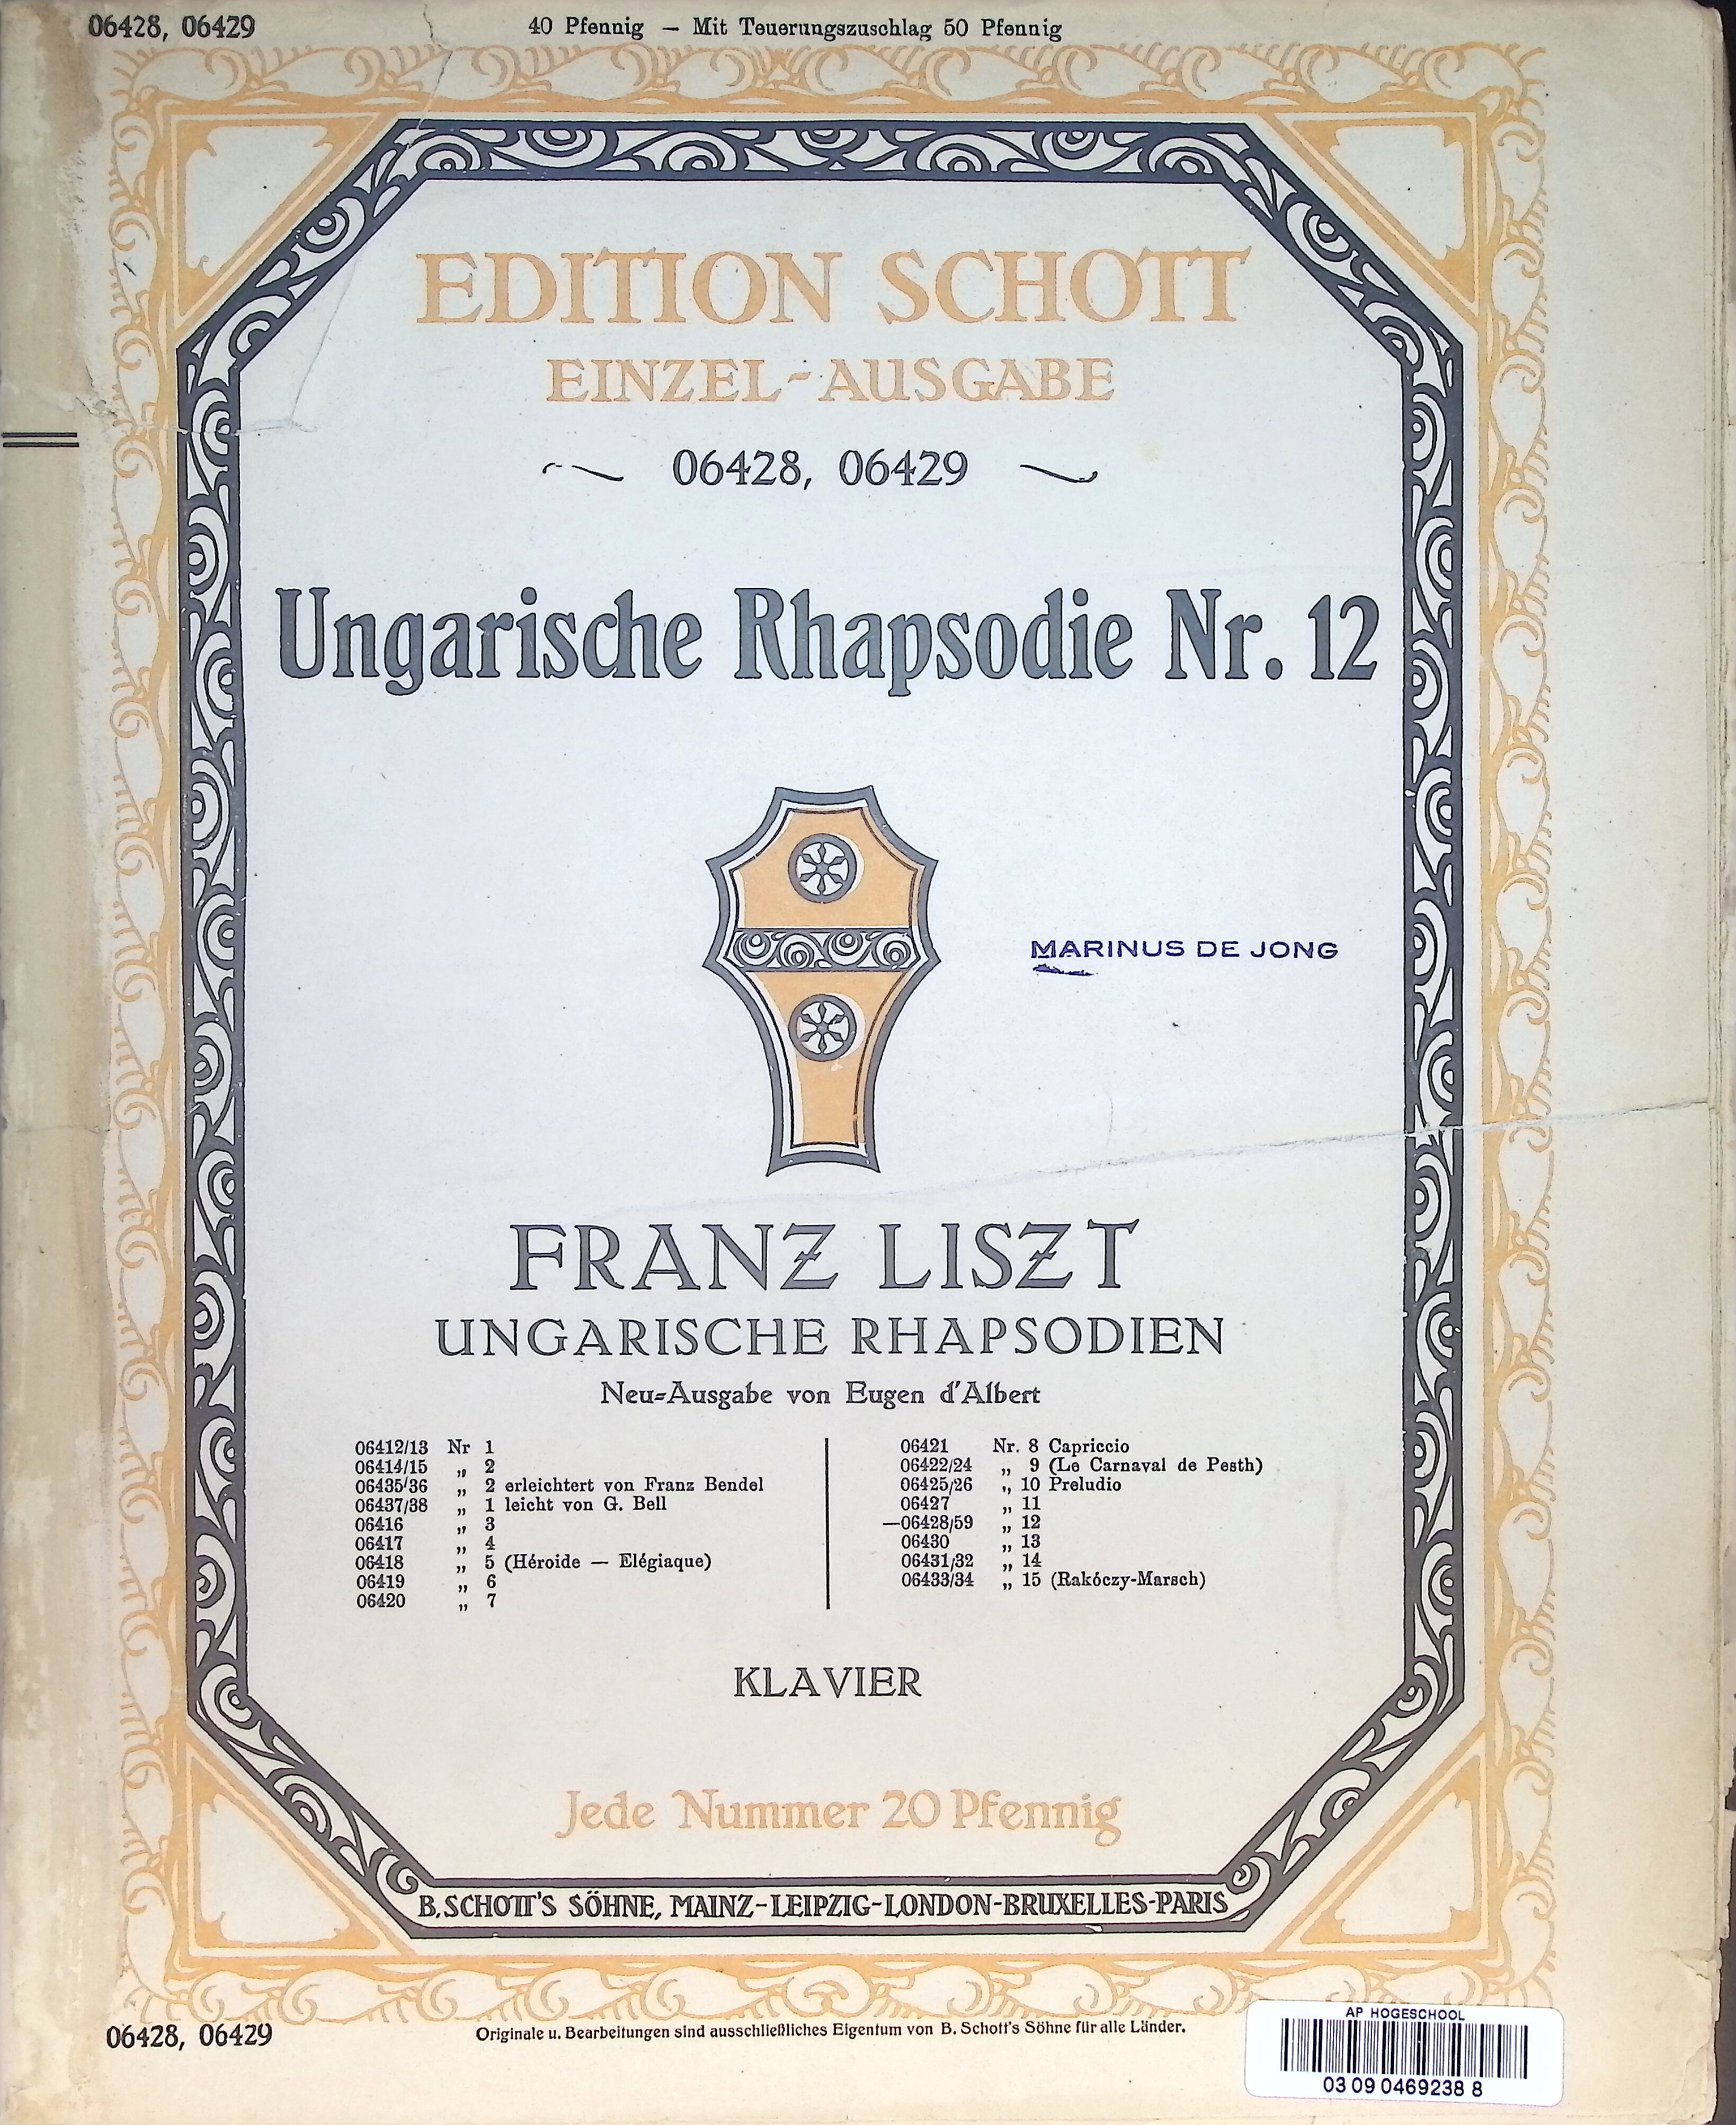 06428, 06429
40 Pfennig — Mit Teuerungszuschlag 50 Pfennig
EDITION SCHOTT
EINZEL-AUSGABE
06428, 06429
Ungarische Rhapsodie Nr. 12
MARINUS DE JONG
FRANZ LISZT
UNGARISCHE RHAPSODIEN
Neu-Ausgabe von Eugen d'Albert
06412/13 Nr 1
06414/15 „ 2
06435/36 „ 2 erleichtert von Franz Bendel
06437/38 „ 1 leicht von G. Bell
06416 „ 3
06417 „ 4
06418 „ 5 (Héroide — Elégiaque)
06419 „ 6
06420 „ 7
06421 Nr. 8 Capriccio
06422/24 „ 9 (Le Carnaval de Pesth)
06425/26 „ 10 Preludio
06427 „ 11
—06428/59 „ 12
06430 „ 13
06431/32 „ 14
06433/34 „ 15 (Rakóczy-Marsch)
KLAVIER
Jede Nummer 20 Pfennig
B. SCHOTT'S SÖHNE, MAINZ-LEIPZIG-LONDON-BRUXELLES-PARIS
06428, 06429
Originale u. Bearbeitungen sind ausschließliches Eigentum von B. Schott's Söhne für alle Länder.
AP HOGESCHOOL
03 09 0469238 8